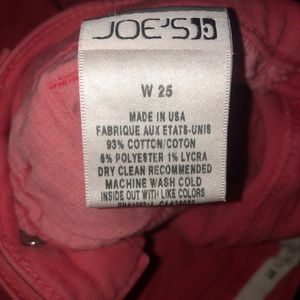 JOE'S
W 25
MADE IN USA
FABRIQUE AUX ETATS-UNIS
93% COTTON/COTON
6% POLYESTER 1% LYCRA
DRY CLEAN RECOMMENDED
MACHINE WASH COLD
INSIDE OUT WITH LIKE COLORS